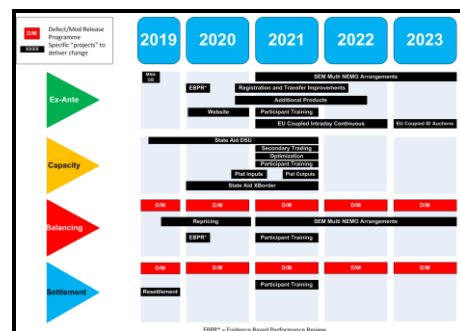 D/M
Defect/Mod Release
Programme
XXXX
Specific "projects" to
deliver change
2019
2020
2021
2022
2023
Ex-Ante
MNA
GB
SEM Multi NEMO Arrangements
EBPR*
Registration and Transfer Improvements
Additional Products
Website
Participant Training
EU Coupled Intraday Continuous
EU Coupled ID Auctions
Capacity
State Aid DSU
Secondary Trading
Optimization
Participant Training
Plat Inputs
Plat Outputs
State Aid XBorder
Balancing
D/M
D/M
D/M
D/M
D/M
Repricing
SEM Multi NEMO Arrangements
EBPR*
Participant Training
Settlement
D/M
D/M
D/M
D/M
D/M
Resettlement
Participant Training
EBPR* = Evidence Based Performance Review